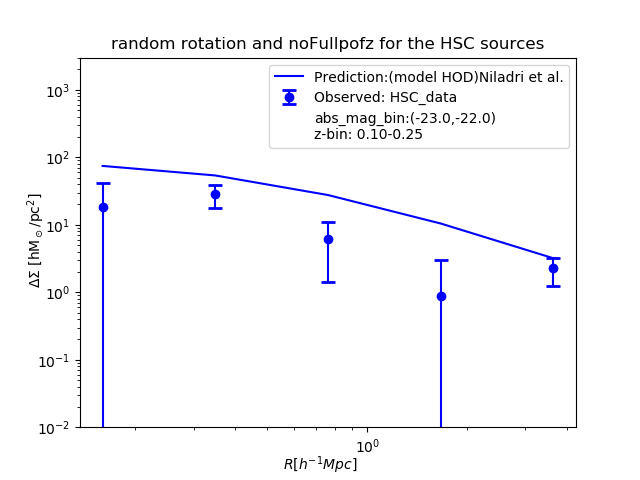 random rotation and noFullpofz for the HSC sources
Prediction:(model HOD)Niladri et al.
Observed: HSC_data
abs_mag_bin:(-23.0,-22.0)
z-bin: 0.10-0.25
10³
10²
10¹
10⁰
10⁻¹
10⁻²
ΔΣ [hM⊙/pc²]
10⁰
R[h⁻¹Mpc]